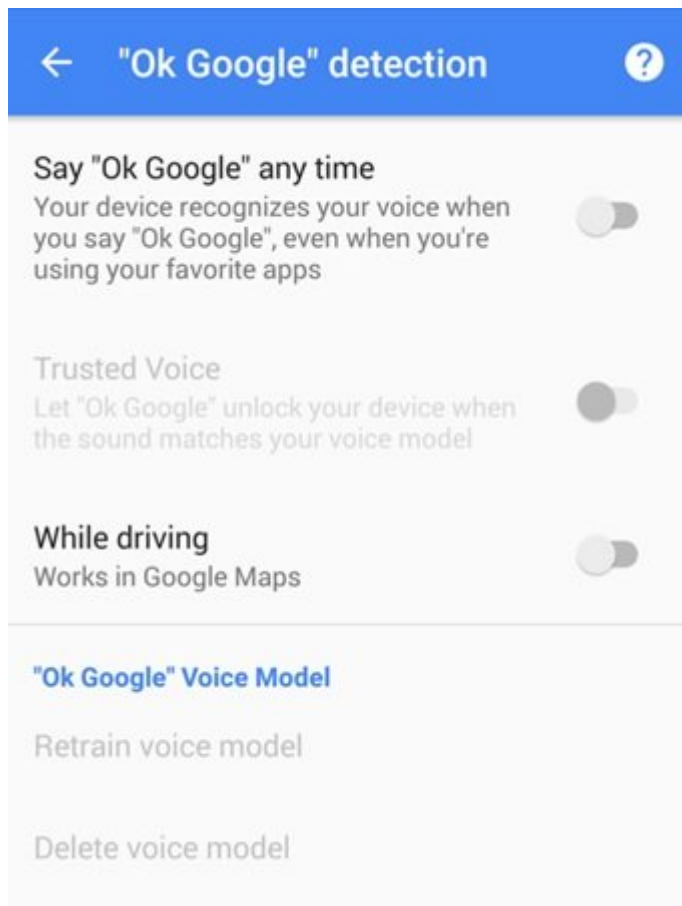 "Ok Google" detection
Say "Ok Google" any time
Your device recognizes your voice when
you say "Ok Google", even when you're
using your favorite apps
Trusted Voice
Let "Ok Google" unlock your device when
the sound matches your voice model
While driving
Works in Google Maps
"Ok Google" Voice Model
Retrain voice model
Delete voice model